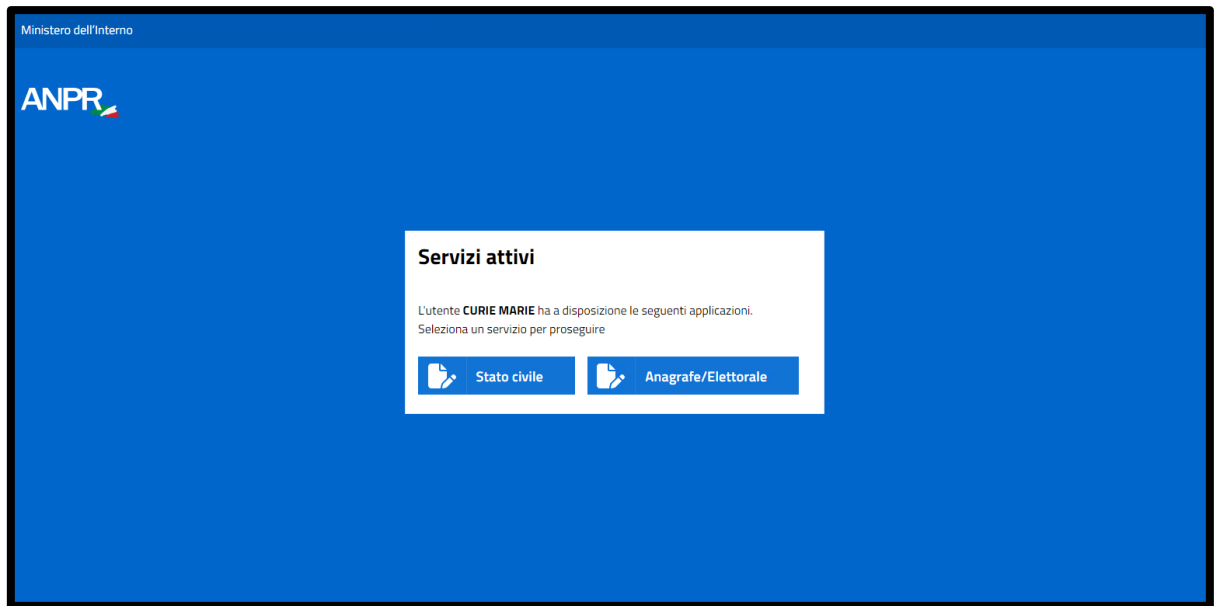 Ministero dell'Interno
ANPR
Servizi attivi
L'utente CURIE MARIE ha a disposizione le seguenti applicazioni.
Seleziona un servizio per proseguire
Stato civile
Anagrafe/Elettorale